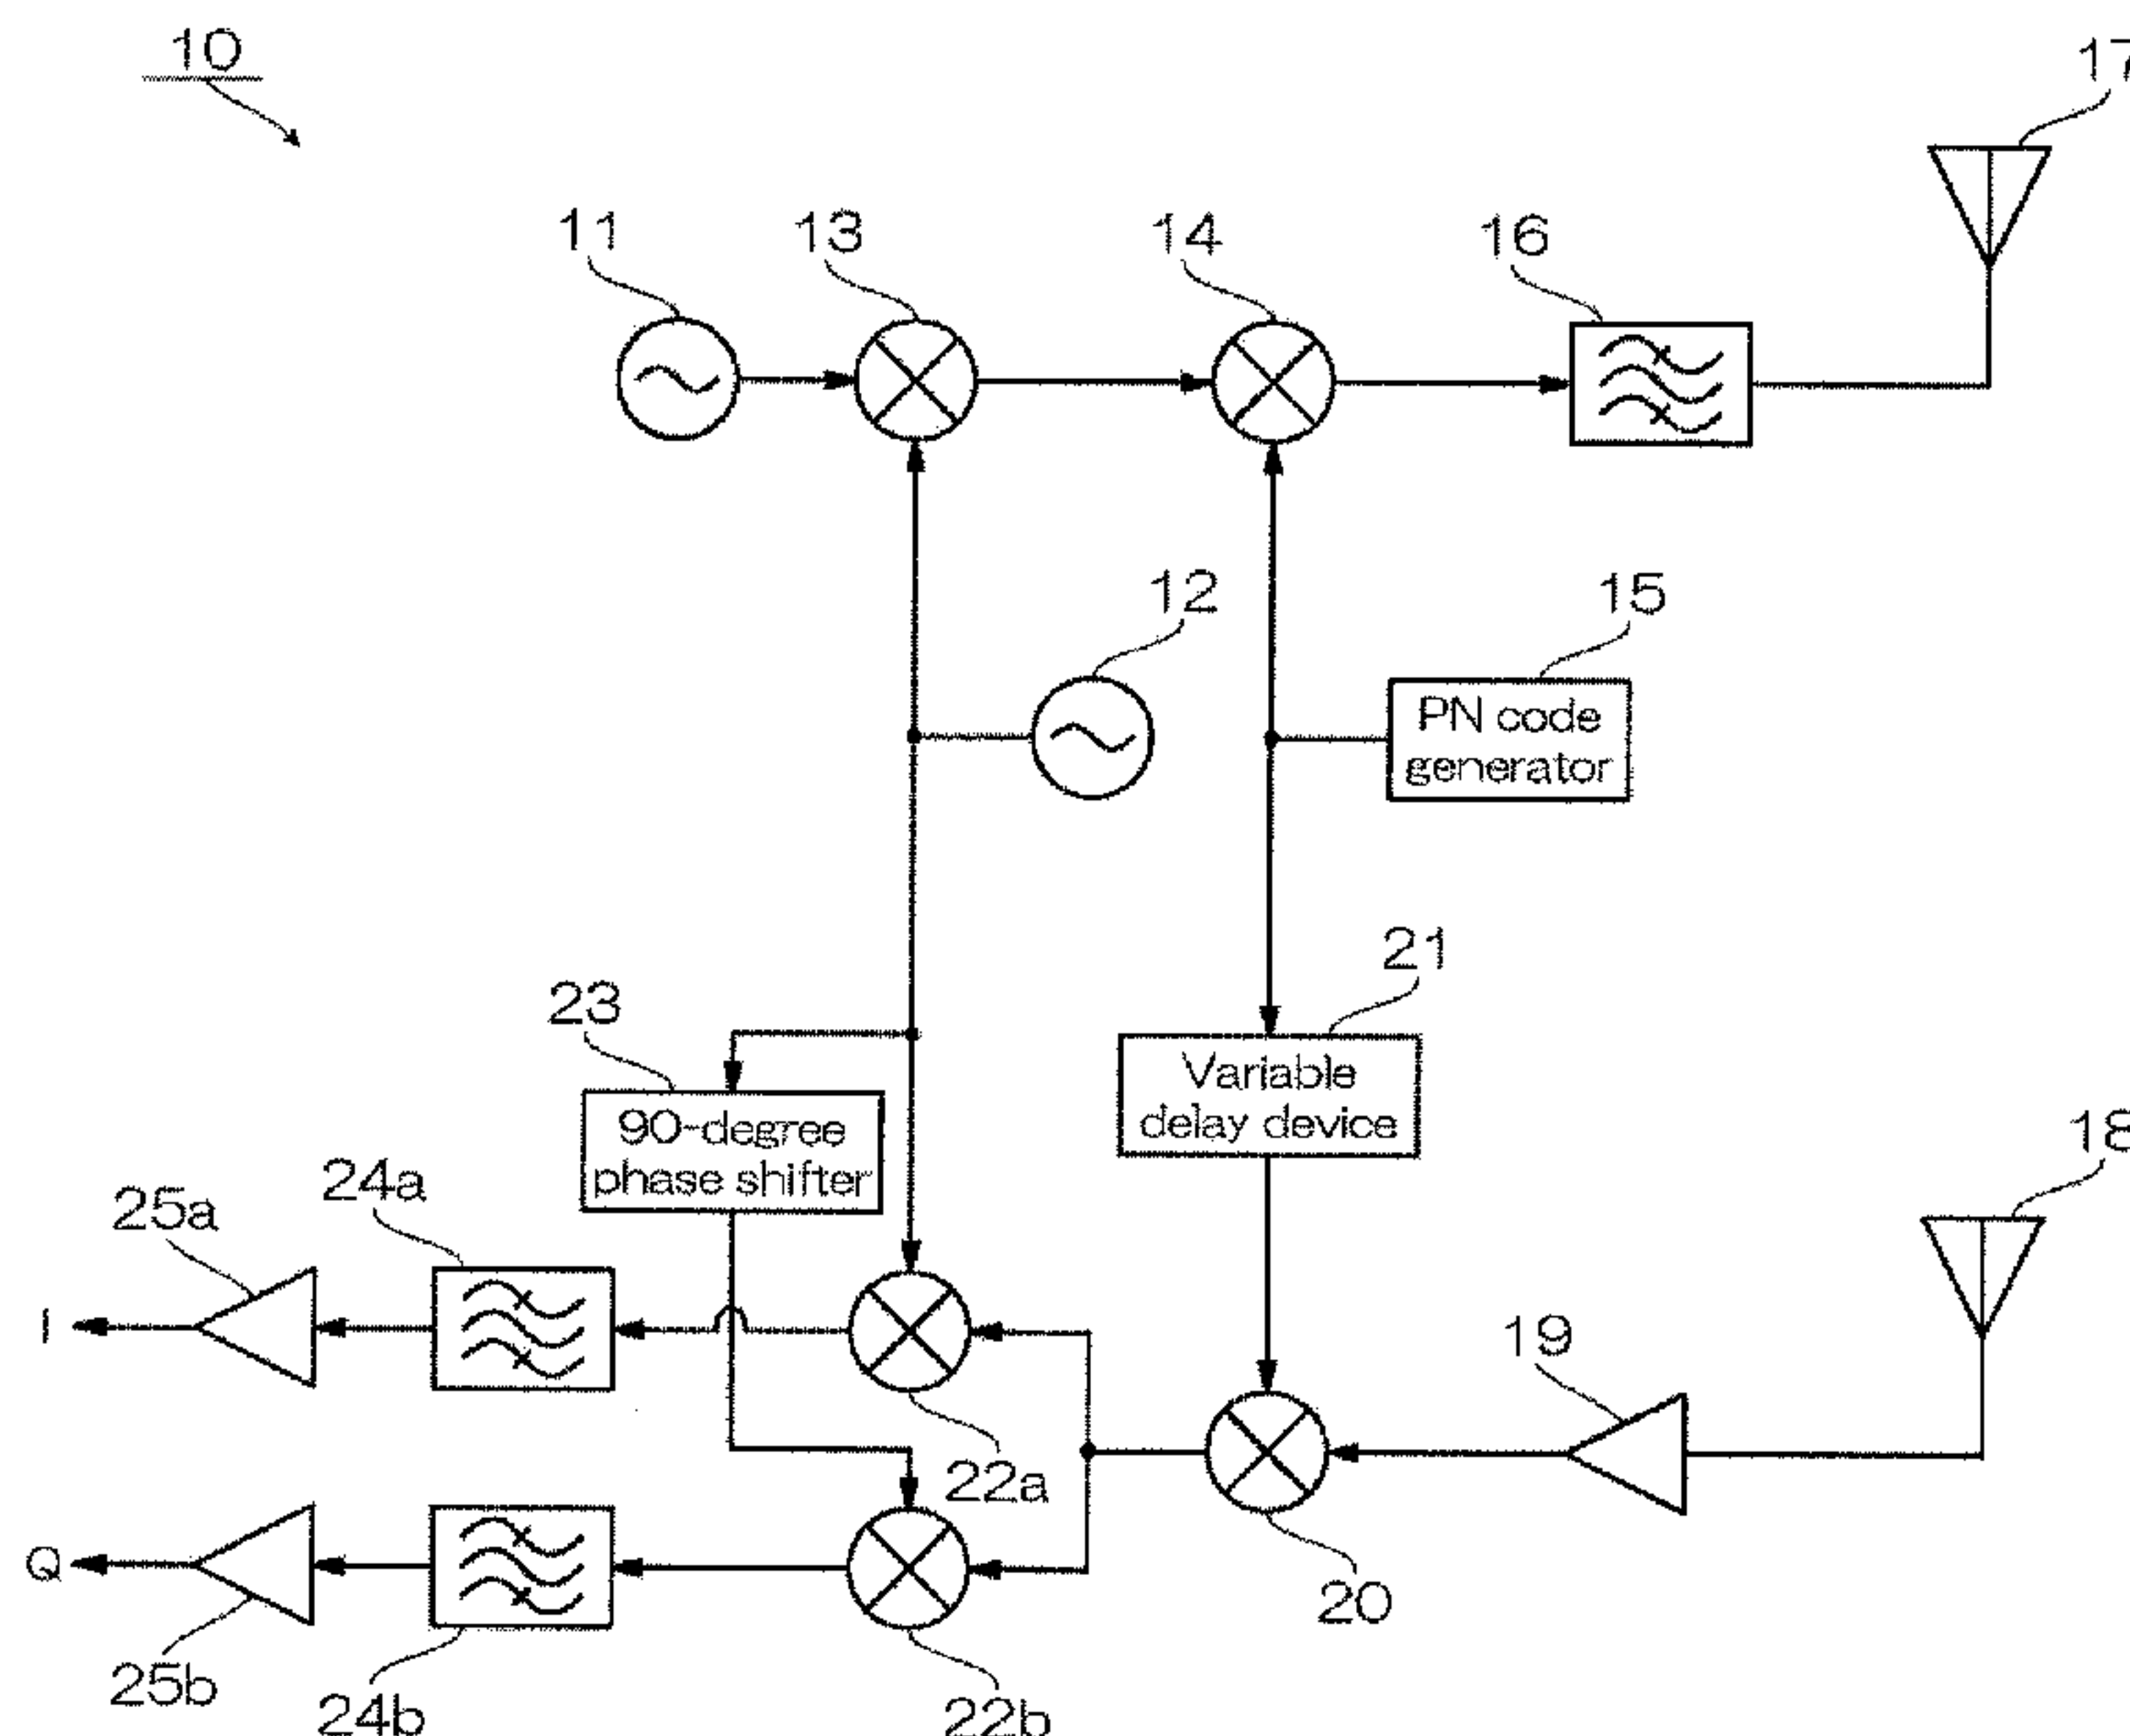 10
17
11
13
14
16
12
15
PN code
generator
21
23
Variable
delay device
90-degree
phase shifter
18
24a
25a
I
19
22a
Q
20
25b
24b
22b